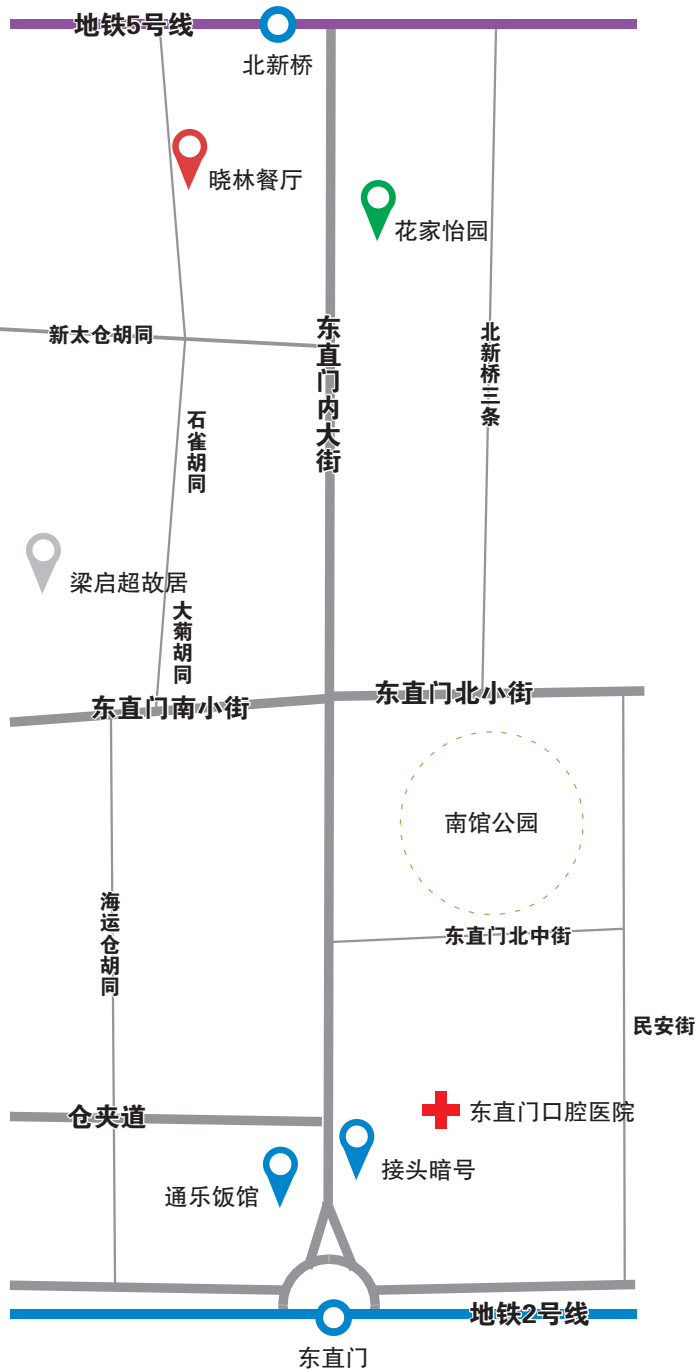 地铁5号线
北新桥
晓林餐厅
花家怡园
新太仓胡同
东直门内大街
北新桥三条
石雀胡同
梁启超故居
大菊胡同
东直门南小街
东直门北小街
南馆公园
海运仓胡同
东直门北中街
民安街
仓夹道
东直门口腔医院
接头暗号
通乐饭馆
地铁2号线
东直门